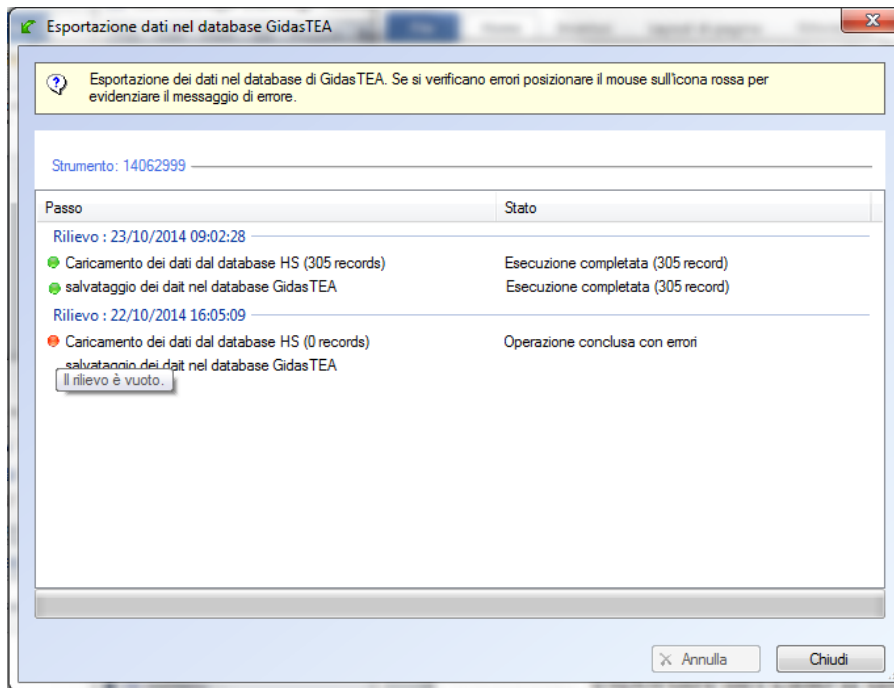 Esportazione dati nel database GidasTEA
Esportazione dei dati nel database di GidasTEA. Se si verificano errori posizionare il mouse sull'icona rossa per
evidenziare il messaggio di errore.
Strumento: 14062999
Passo Stato
Rilievo : 23/10/2014 09:02:28
Caricamento dei dati dal database HS (305 records) Esecuzione completata (305 record)
salvataggio dei dait nel database GidasTEA Esecuzione completata (305 record)
Rilievo : 22/10/2014 16:05:09
Caricamento dei dati dal database HS (0 records) Operazione conclusa con errori
salvataggio dei dait nel database GidasTEA
Il rilievo è vuoto.
Annulla Chiudi